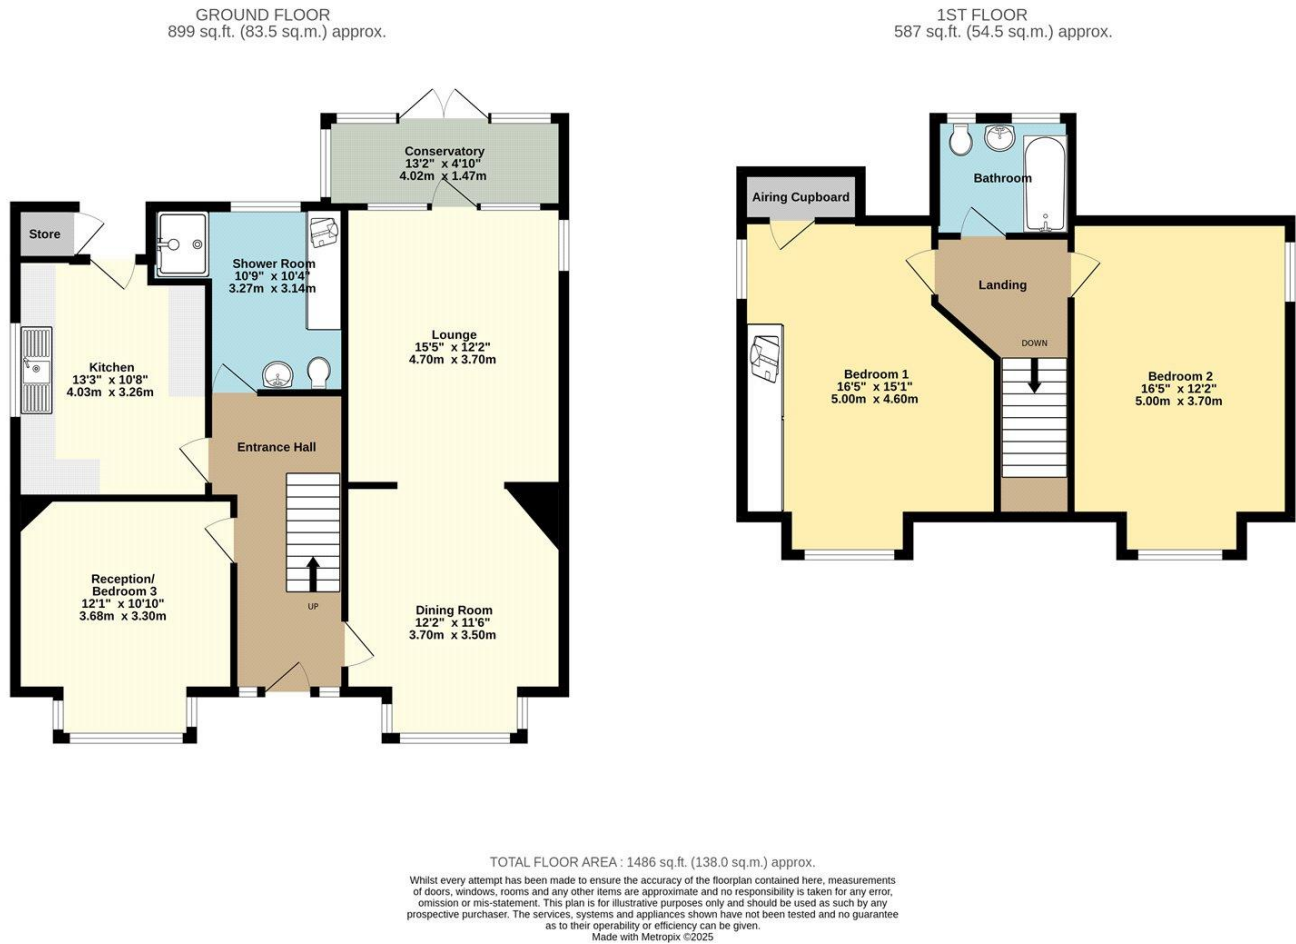 GROUND FLOOR
899 sq.ft. (83.5 sq.m.) approx.
1ST FLOOR
587 sq.ft. (54.5 sq.m.) approx.
Conservatory
13'2" x 4'10"
4.02m x 1.47m
Store
Shower Room
10'9" x 10'4"
3.27m x 3.14m
Kitchen
13'3" x 10'8"
4.03m x 3.26m
Lounge
15'5" x 12'2"
4.70m x 3.70m
Entrance Hall
Reception/
Bedroom 3
12'1" x 10'10"
3.68m x 3.30m
UP
Dining Room
12'2" x 11'6"
3.70m x 3.50m
Airing Cupboard
Bathroom
Landing
DOWN
Bedroom 1
16'5" x 15'1"
5.00m x 4.60m
Bedroom 2
16'5" x 12'2"
5.00m x 3.70m
TOTAL FLOOR AREA : 1486 sq.ft. (138.0 sq.m.) approx.
Whilst every attempt has been made to ensure the accuracy of the floorplan contained here, measurements
of doors, windows, rooms and any other items are approximate and no responsibility is taken for any error,
omission or mis-statement. This plan is for illustrative purposes only and should be used as such by any
prospective purchaser. The services, systems and appliances shown have not been tested and no guarantee
as to their operability or efficiency can be given.
Made with Metropix ©2025